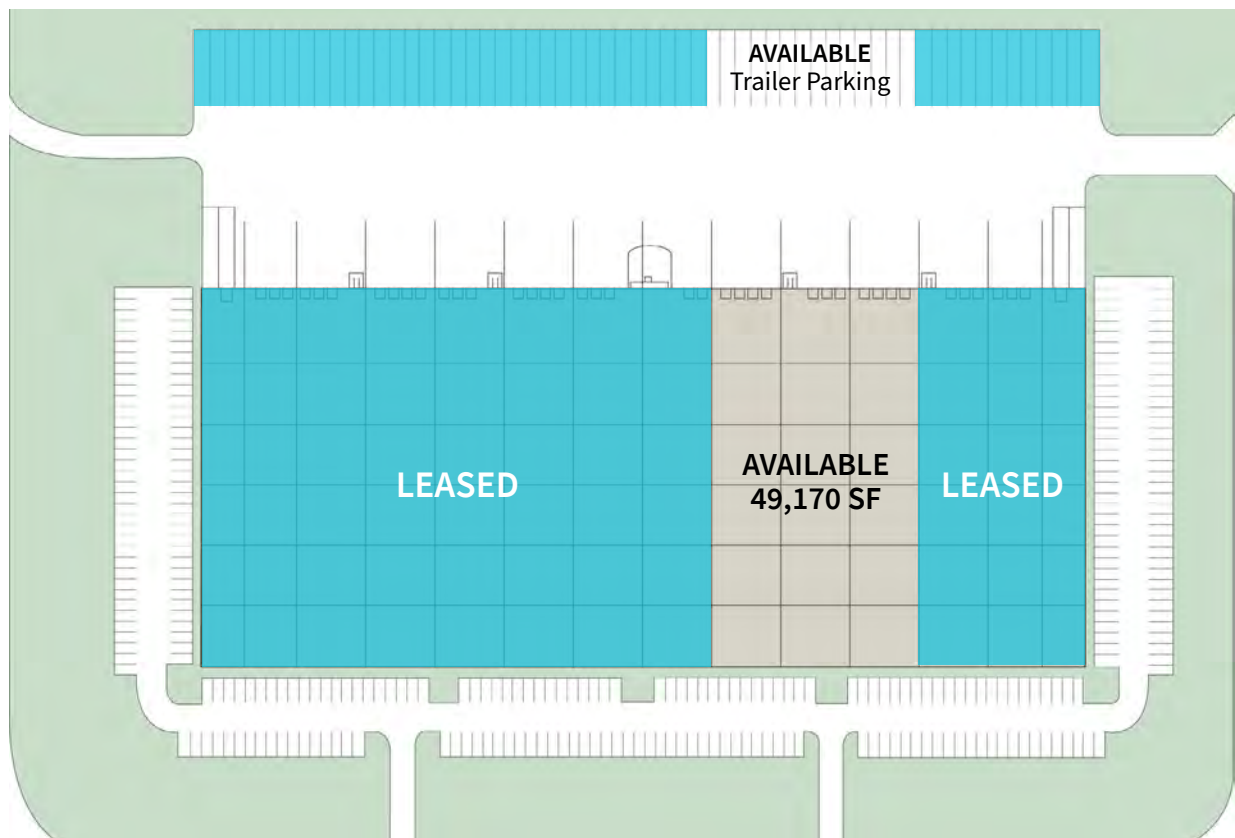 AVAILABLE
Trailer Parking
LEASED
AVAILABLE
49,170 SF
LEASED